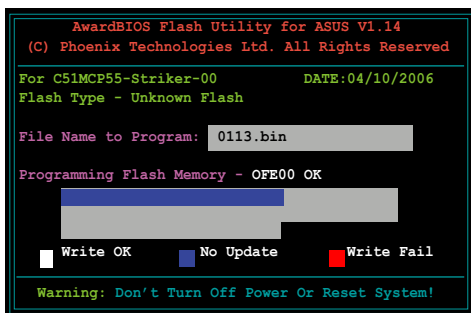 AwardBIOS Flash Utility for ASUS V1.14
(C) Phoenix Technologies Ltd. All Rights Reserved
For C51MCP55-Striker-00 DATE:04/10/2006
Flash Type - Unknown Flash
File Name to Program: 0113.bin
Programming Flash Memory - OFE00 OK
Write OK No Update Write Fail
Warning: Don't Turn Off Power Or Reset System!